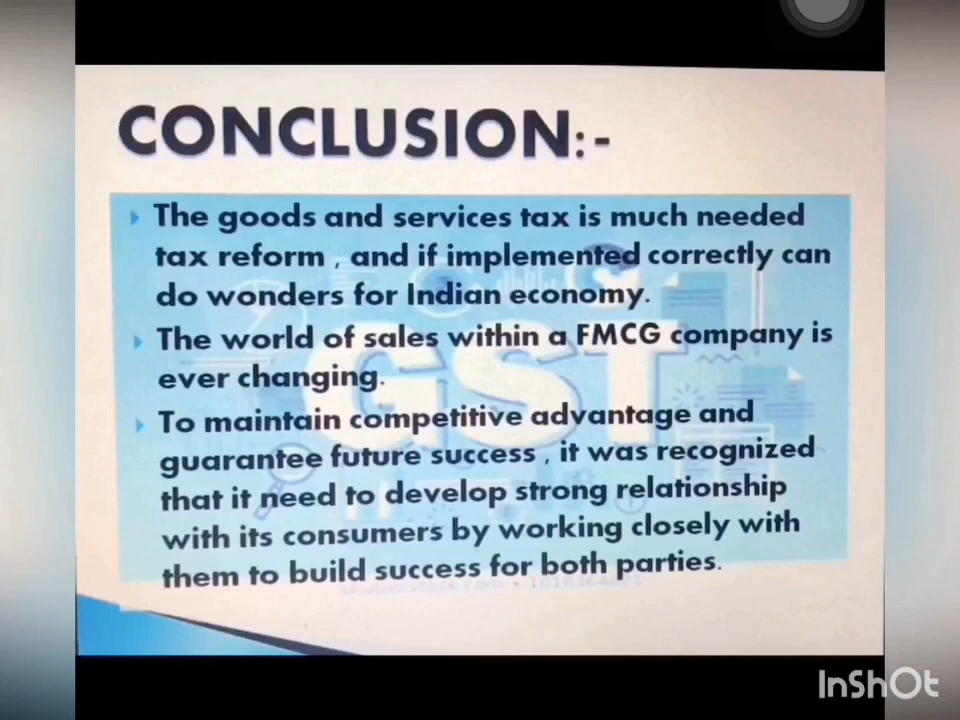 CONCLUSION:-
The goods and services tax is much needed
tax reform , and if implemented correctly can
do wonders for Indian economy.
The world of sales within a FMCG company is
ever changing.
To maintain competitive advantage and
guarantee future success , it was recognized
that it need to develop strong relationship
with its consumers by working closely with
them to build success for both parties.
GST
InShOt